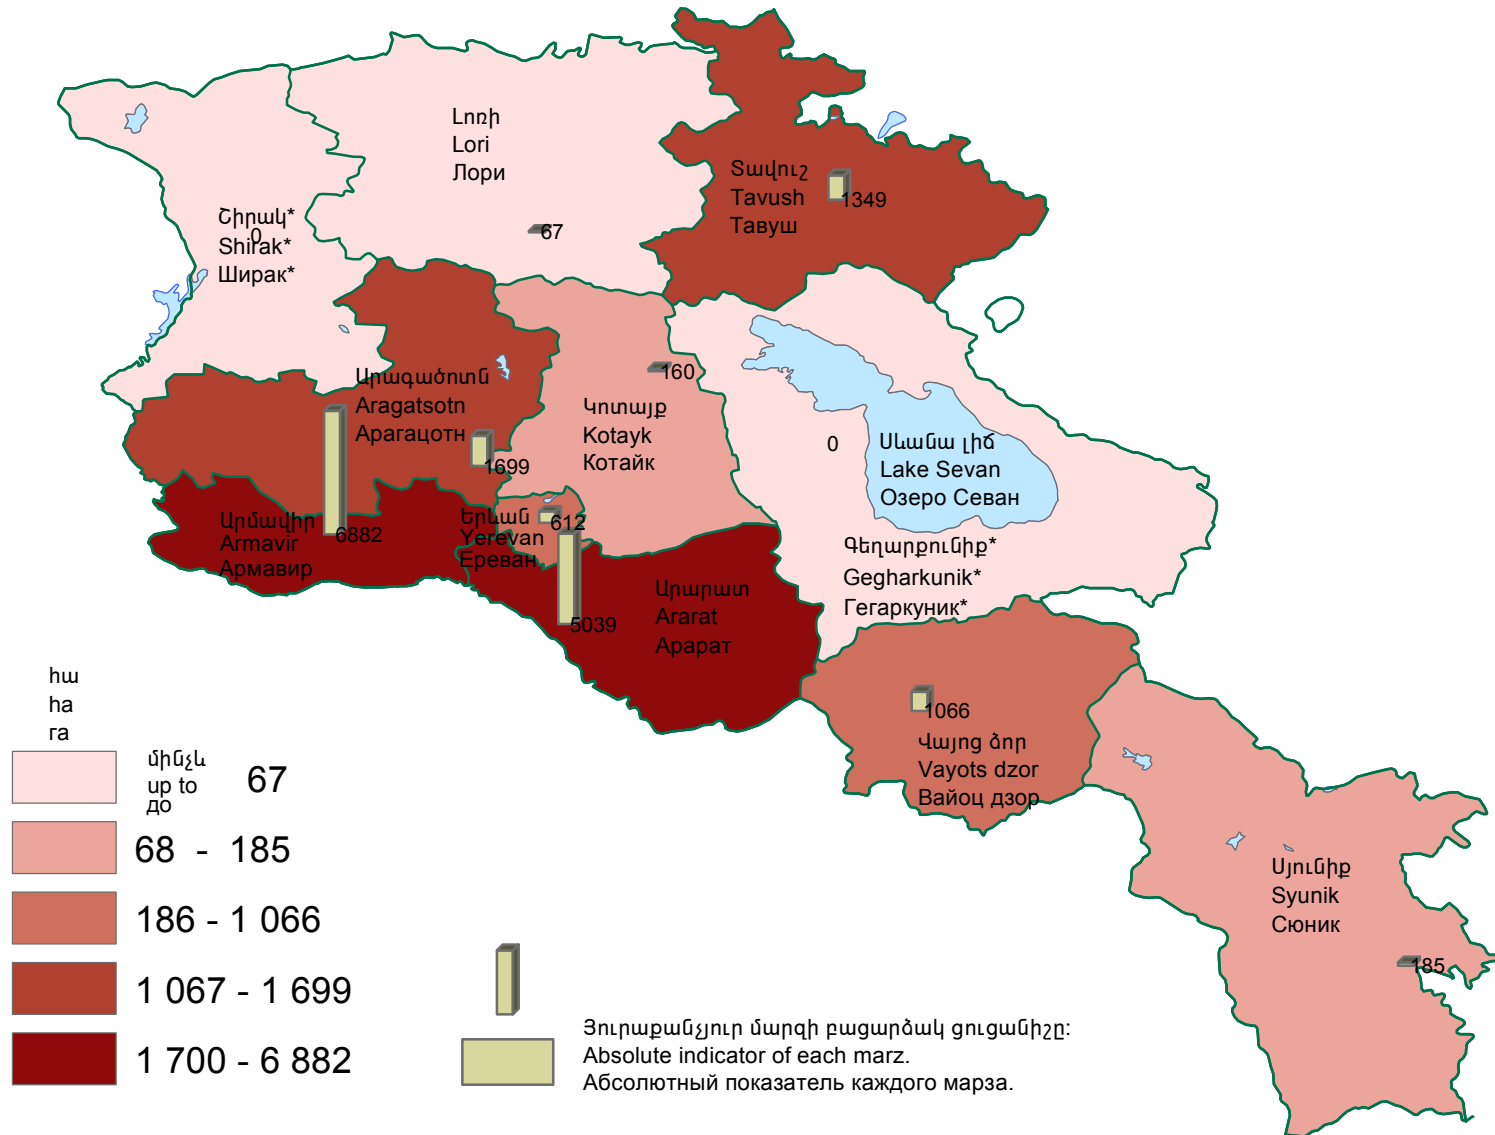 Լոռի
Lori
Лори
67
Տավուշ
Tavush
Тавуш
1349
Շիրակ*
0
Shirak*
Ширак*
Արագածոտն
Aragatsotn
Арагацотн
1699
160
Կոտայք
Kotayk
Котайк
0
Սևանա լիճ
Lake Sevan
Озеро Севан
Գեղարքունիք*
Gegharkunik*
Гегаркуник*
Արմավիր
Armavir
Армавир
6882
Երևան
Yerevan
Ереван
612
5039
Արարատ
Ararat
Арарат
1066
Վայոց ձոր
Vayots dzor
Вайоц дзор
Սյունիք
Syunik
Сюник
185
հա
ha
га
մինչև
up to
до
67
68 - 185
186 - 1 066
1 067 - 1 699
1 700 - 6 882
Յուրաքանչյուր մարզի բացարձակ ցուցանիշը:
Absolute indicator of each marz.
Абсолютный показатель каждого марза.